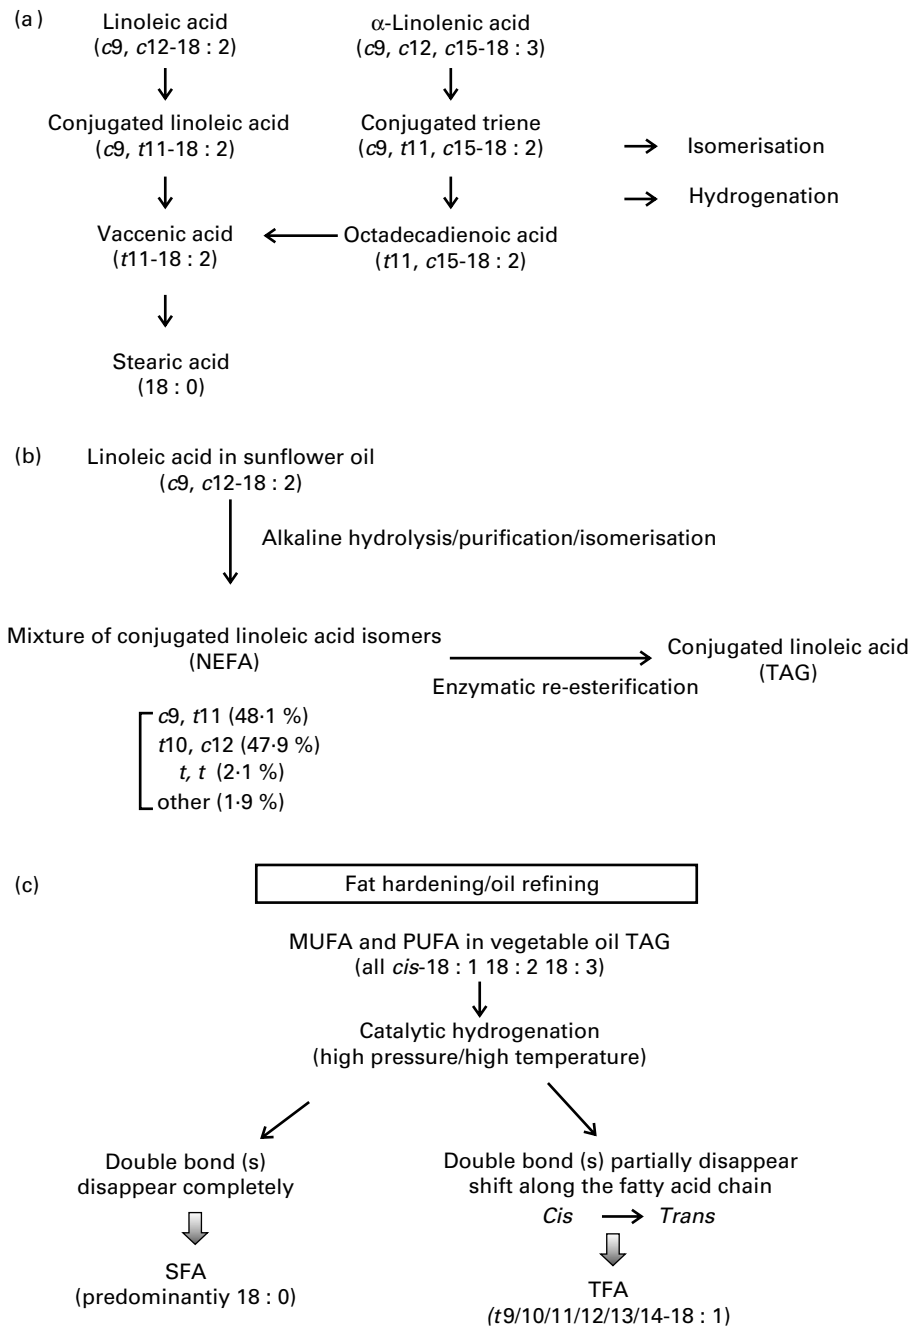 (a)
Linoleic acid
(c9, c12-18 : 2)
α-Linolenic acid
(c9, c12, c15-18 : 3)
Conjugated linoleic acid
(c9, t11-18 : 2)
Conjugated triene
(c9, t11, c15-18 : 2)
Isomerisation
Hydrogenation
Vaccenic acid
(t11-18 : 2)
Octadecadienoic acid
(t11, c15-18 : 2)
Stearic acid
(18 : 0)
(b)
Linoleic acid in sunflower oil
(c9, c12-18 : 2)
Alkaline hydrolysis/purification/isomerisation
Mixture of conjugated linoleic acid isomers
(NEFA)
Enzymatic re-esterification
Conjugated linoleic acid
(TAG)
c9, t11 (48·1 %)
t10, c12 (47·9 %)
t, t (2·1 %)
other (1·9 %)
(c)
Fat hardening/oil refining
MUFA and PUFA in vegetable oil TAG
(all cis-18 : 1 18 : 2 18 : 3)
Catalytic hydrogenation
(high pressure/high temperature)
Double bond (s)
disappear completely
SFA
(predominantiy 18 : 0)
Double bond (s) partially disappear
shift along the fatty acid chain
Cis Trans
TFA
(t9/10/11/12/13/14-18 : 1)